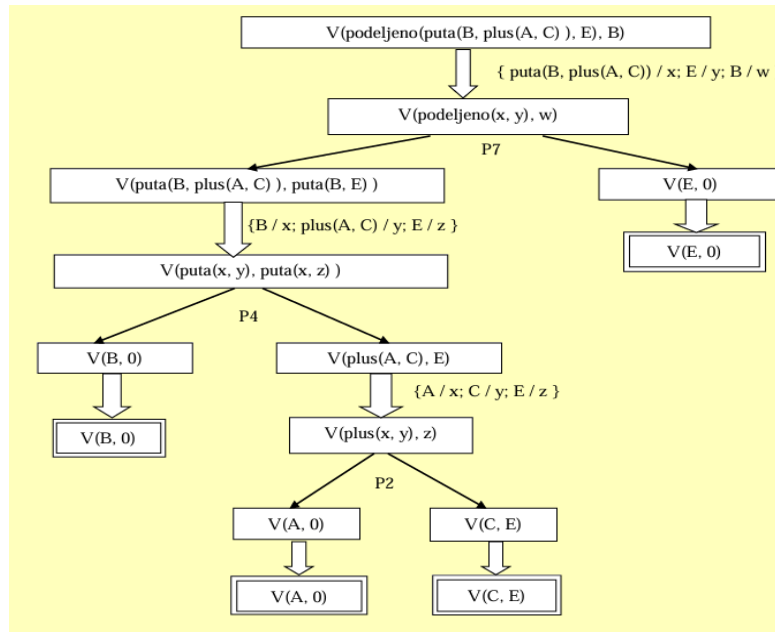 V(podeljeno(puta(B, plus(A, C) ), E), B)
{ puta(B, plus(A, C)) / x; E / y; B / w
V(podeljeno(x, y), w)
P7
V(puta(B, plus(A, C) ), puta(B, E) )
V(E, 0)
{B / x; plus(A, C) / y; E / z }
V(E, 0)
V(puta(x, y), puta(x, z) )
P4
V(B, 0)
V(plus(A, C), E)
{A / x; C / y; E / z }
V(B, 0)
V(plus(x, y), z)
P2
V(A, 0)
V(C, E)
V(A, 0)
V(C, E)